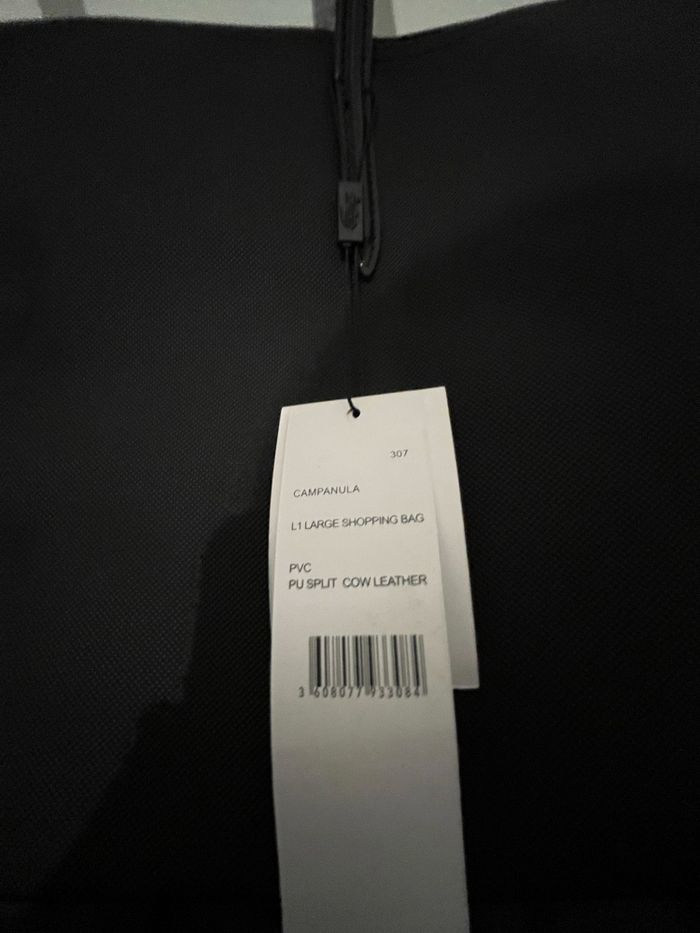 307
CAMPANULA
L1 LARGE SHOPPING BAG
PVC
PU SPLIT COW LEATHER
3 608077 933084